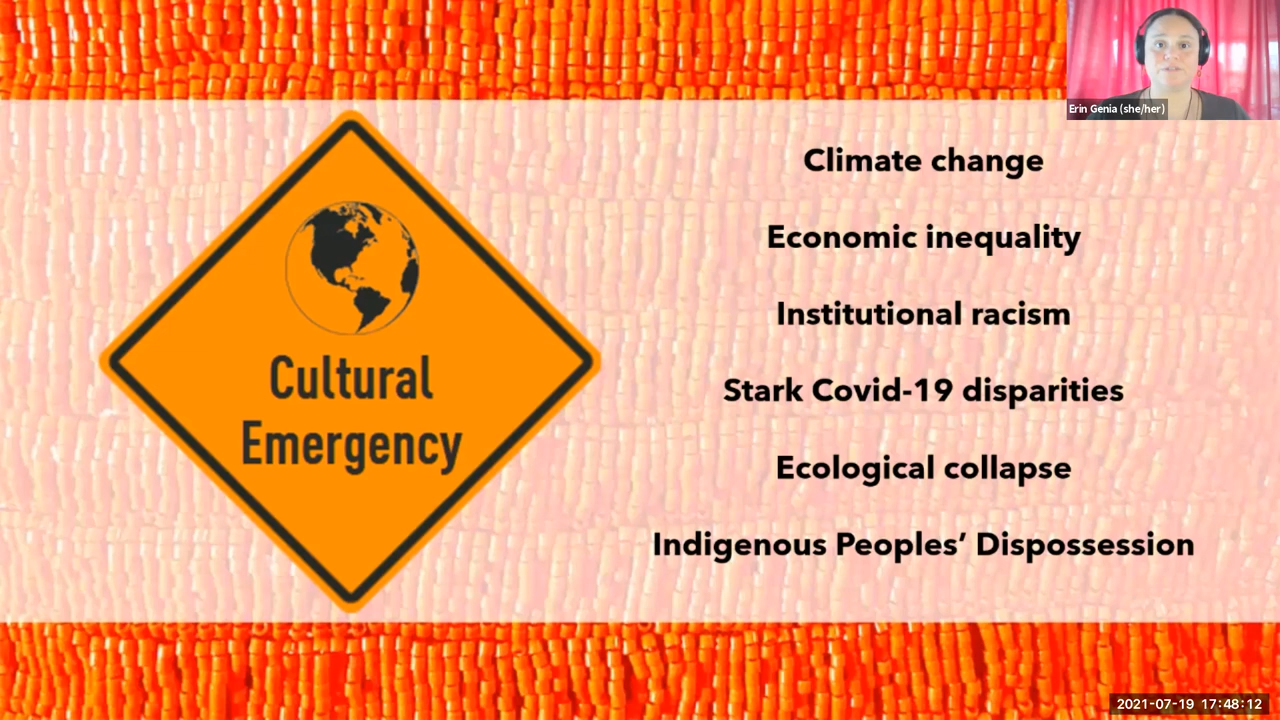 Erin Genia (she/her)
Cultural
Emergency
Climate change
Economic inequality
Institutional racism
Stark Covid-19 disparities
Ecological collapse
Indigenous Peoples’ Dispossession
2021-07-19 17:48:12